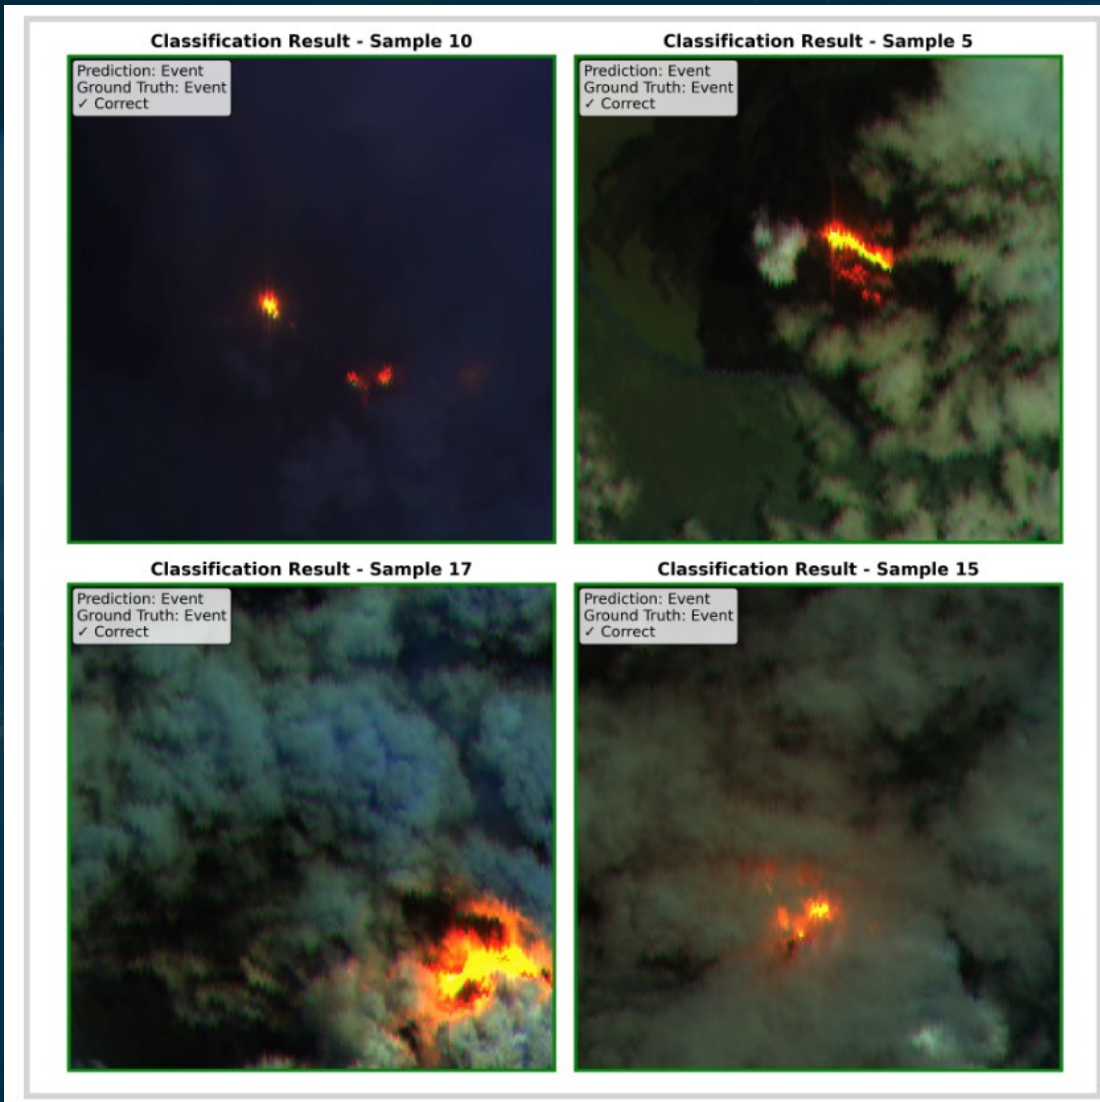 Classification Result - Sample 10
Prediction: Event
Ground Truth: Event
✓ Correct
Classification Result - Sample 5
Prediction: Event
Ground Truth: Event
✓ Correct
Classification Result - Sample 17
Prediction: Event
Ground Truth: Event
✓ Correct
Classification Result - Sample 15
Prediction: Event
Ground Truth: Event
✓ Correct